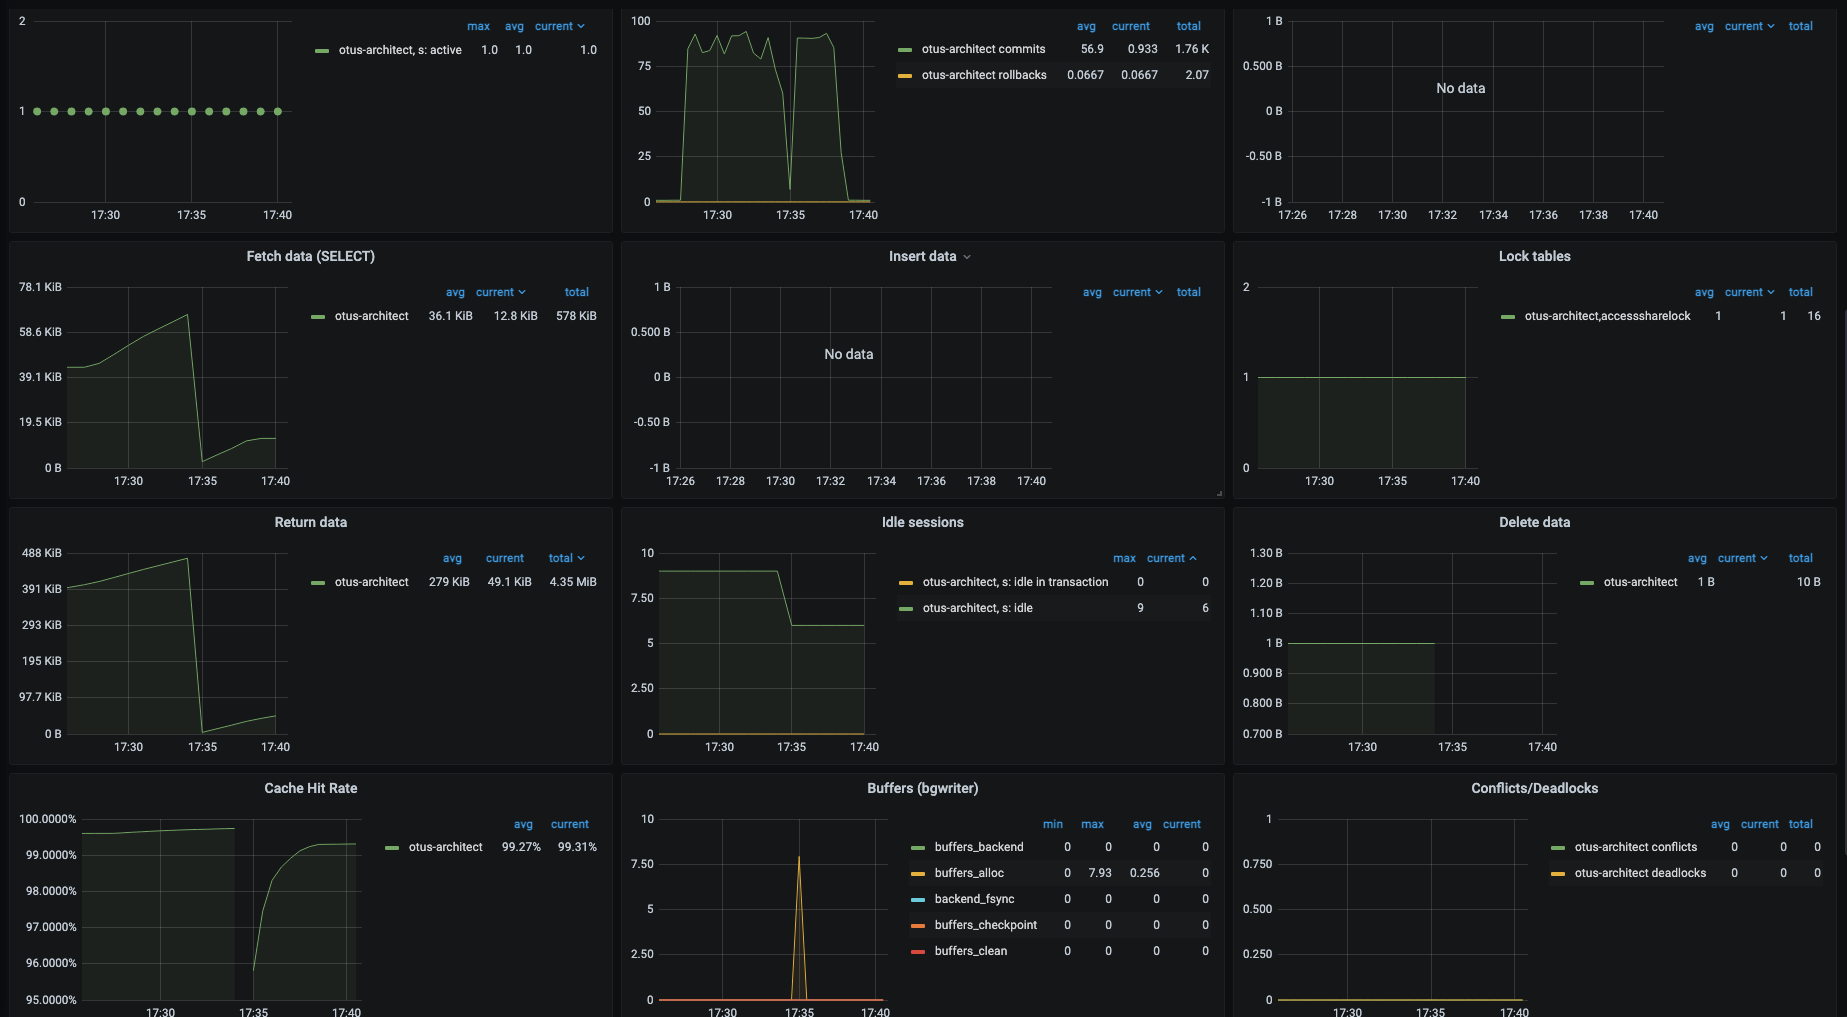 2
1
0
17:30 17:35 17:40
max avg current
otus-architect, s: active 1.0 1.0 1.0
100
75
50
25
0
17:30 17:35 17:40
avg current total
otus-architect commits 56.9 0.933 1.76 K
otus-architect rollbacks 0.0667 0.0667 2.07
1 B
0.500 B
0 B
-0.50 B
-1 B
No data
17:26 17:28 17:30 17:32 17:34 17:36 17:38 17:40
avg current total
Fetch data (SELECT)
78.1 KiB
58.6 KiB
39.1 KiB
19.5 KiB
0 B
17:30 17:35 17:40
avg current total
otus-architect 36.1 KiB 12.8 KiB 578 KiB
Insert data
1 B
0.500 B
0 B
-0.50 B
-1 B
No data
17:26 17:28 17:30 17:32 17:34 17:36 17:38 17:40
avg current total
Lock tables
2
1
0
17:30 17:35 17:40
avg current total
otus-architect,accesssharelock 1 1 16
Return data
488 KiB
391 KiB
293 KiB
195 KiB
97.7 KiB
0 B
17:30 17:35 17:40
avg current total
otus-architect 279 KiB 49.1 KiB 4.35 MiB
Idle sessions
10
7.50
5
2.50
0
17:30 17:35 17:40
max current
otus-architect, s: idle in transaction 0 0
otus-architect, s: idle 9 6
Delete data
1.30 B
1.20 B
1.10 B
1 B
0.900 B
0.800 B
0.700 B
17:30 17:35 17:40
avg current total
otus-architect 1 B 10 B
Cache Hit Rate
100.0000%
99.0000%
98.0000%
97.0000%
96.0000%
95.0000%
17:30 17:35 17:40
avg current
otus-architect 99.27% 99.31%
Buffers (bgwriter)
10
7.50
5
2.50
0
17:30 17:35 17:40
min max avg current
buffers_backend 0 0 0 0
buffers_alloc 0 7.93 0.256 0
backend_fsync 0 0 0 0
buffers_checkpoint 0 0 0 0
buffers_clean 0 0 0 0
Conflicts/Deadlocks
1
0.750
0.500
0.250
0
17:30 17:35 17:40
avg current total
otus-architect conflicts 0 0 0
otus-architect deadlocks 0 0 0